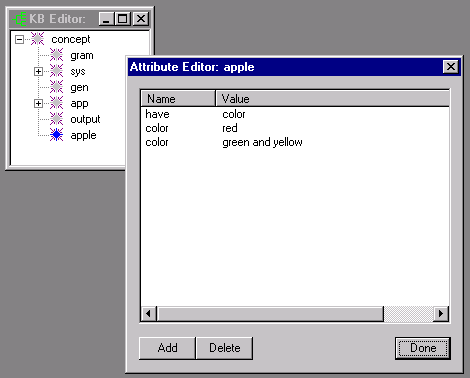 KB Editor:
concept
gram
sys
gen
app
output
apple
Attribute Editor: apple
Name Value
have color
color red
color green and yellow
Add Delete Done